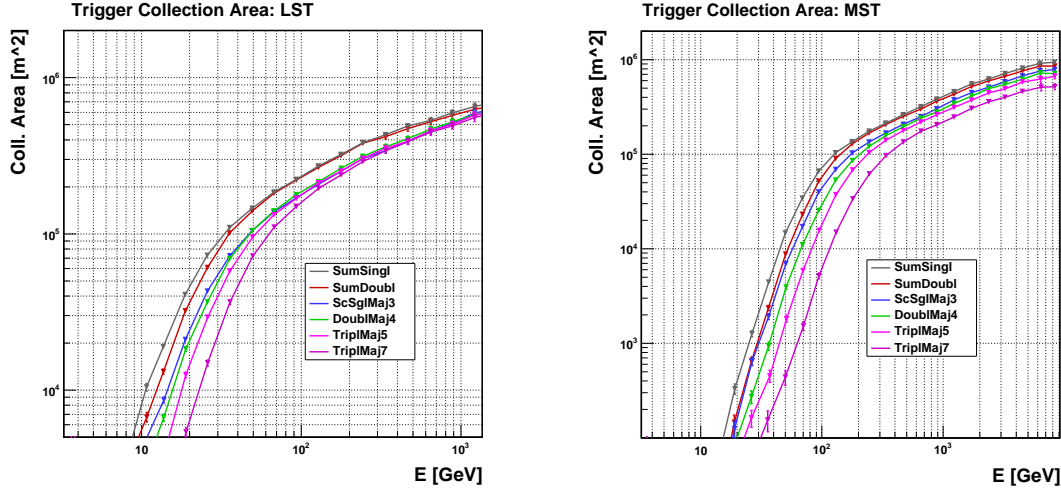 Trigger Collection Area: LST
Coll. Area [m^2]
10^6
10^5
10^4
SumSingl
SumDoubl
ScSglMaj3
DoublMaj4
TriplMaj5
TriplMaj7
10
10^2
10^3
E [GeV]
Trigger Collection Area: MST
Coll. Area [m^2]
10^6
10^5
10^4
10^3
SumSingl
SumDoubl
ScSglMaj3
DoublMaj4
TriplMaj5
TriplMaj7
10
10^2
10^3
E [GeV]